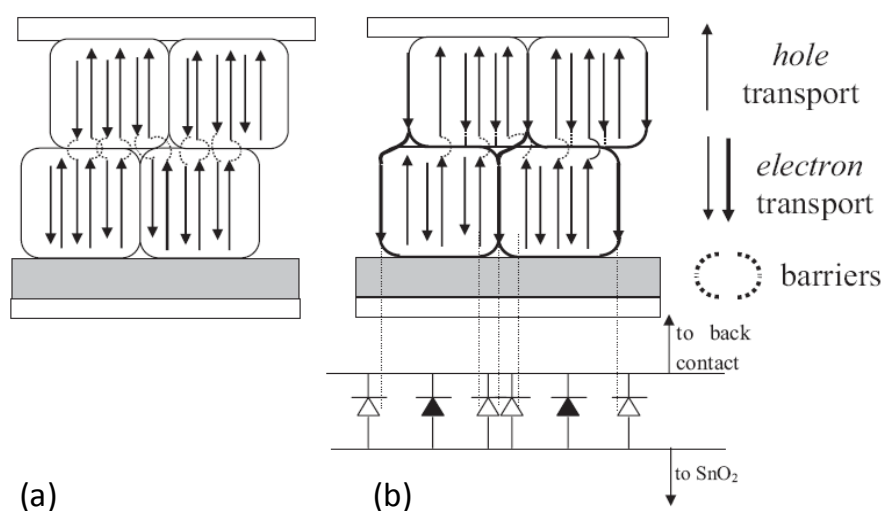 hole
transport
electron
transport
barriers
to back
contact
to SnO₂
(a)
(b)